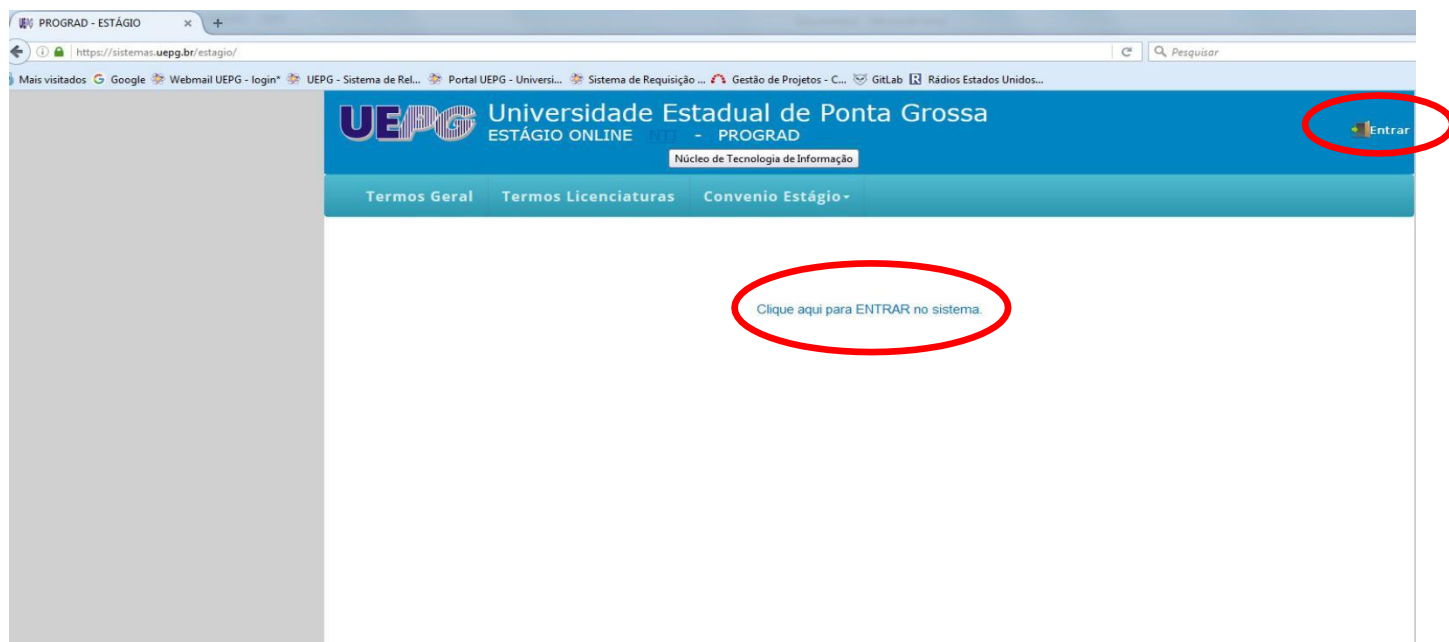 PROGRAD - ESTÁGIO × +
https://sistemas.uepg.br/estagio/ Pesquisar
Mais visitados Google Webmail UEPG - login* UEPG - Sistema de Rel... Portal UEPG - Universi... Sistema de Requisição ... Gestão de Projetos - C... GitLab Rádios Estados Unidos...
UEPG Universidade Estadual de Ponta Grossa
ESTÁGIO ONLINE NTI - PROGRAD
Entrar
Núcleo de Tecnologia de Informação
Termos Geral Termos Licenciaturas Convenio Estágio
Clique aqui para ENTRAR no sistema.